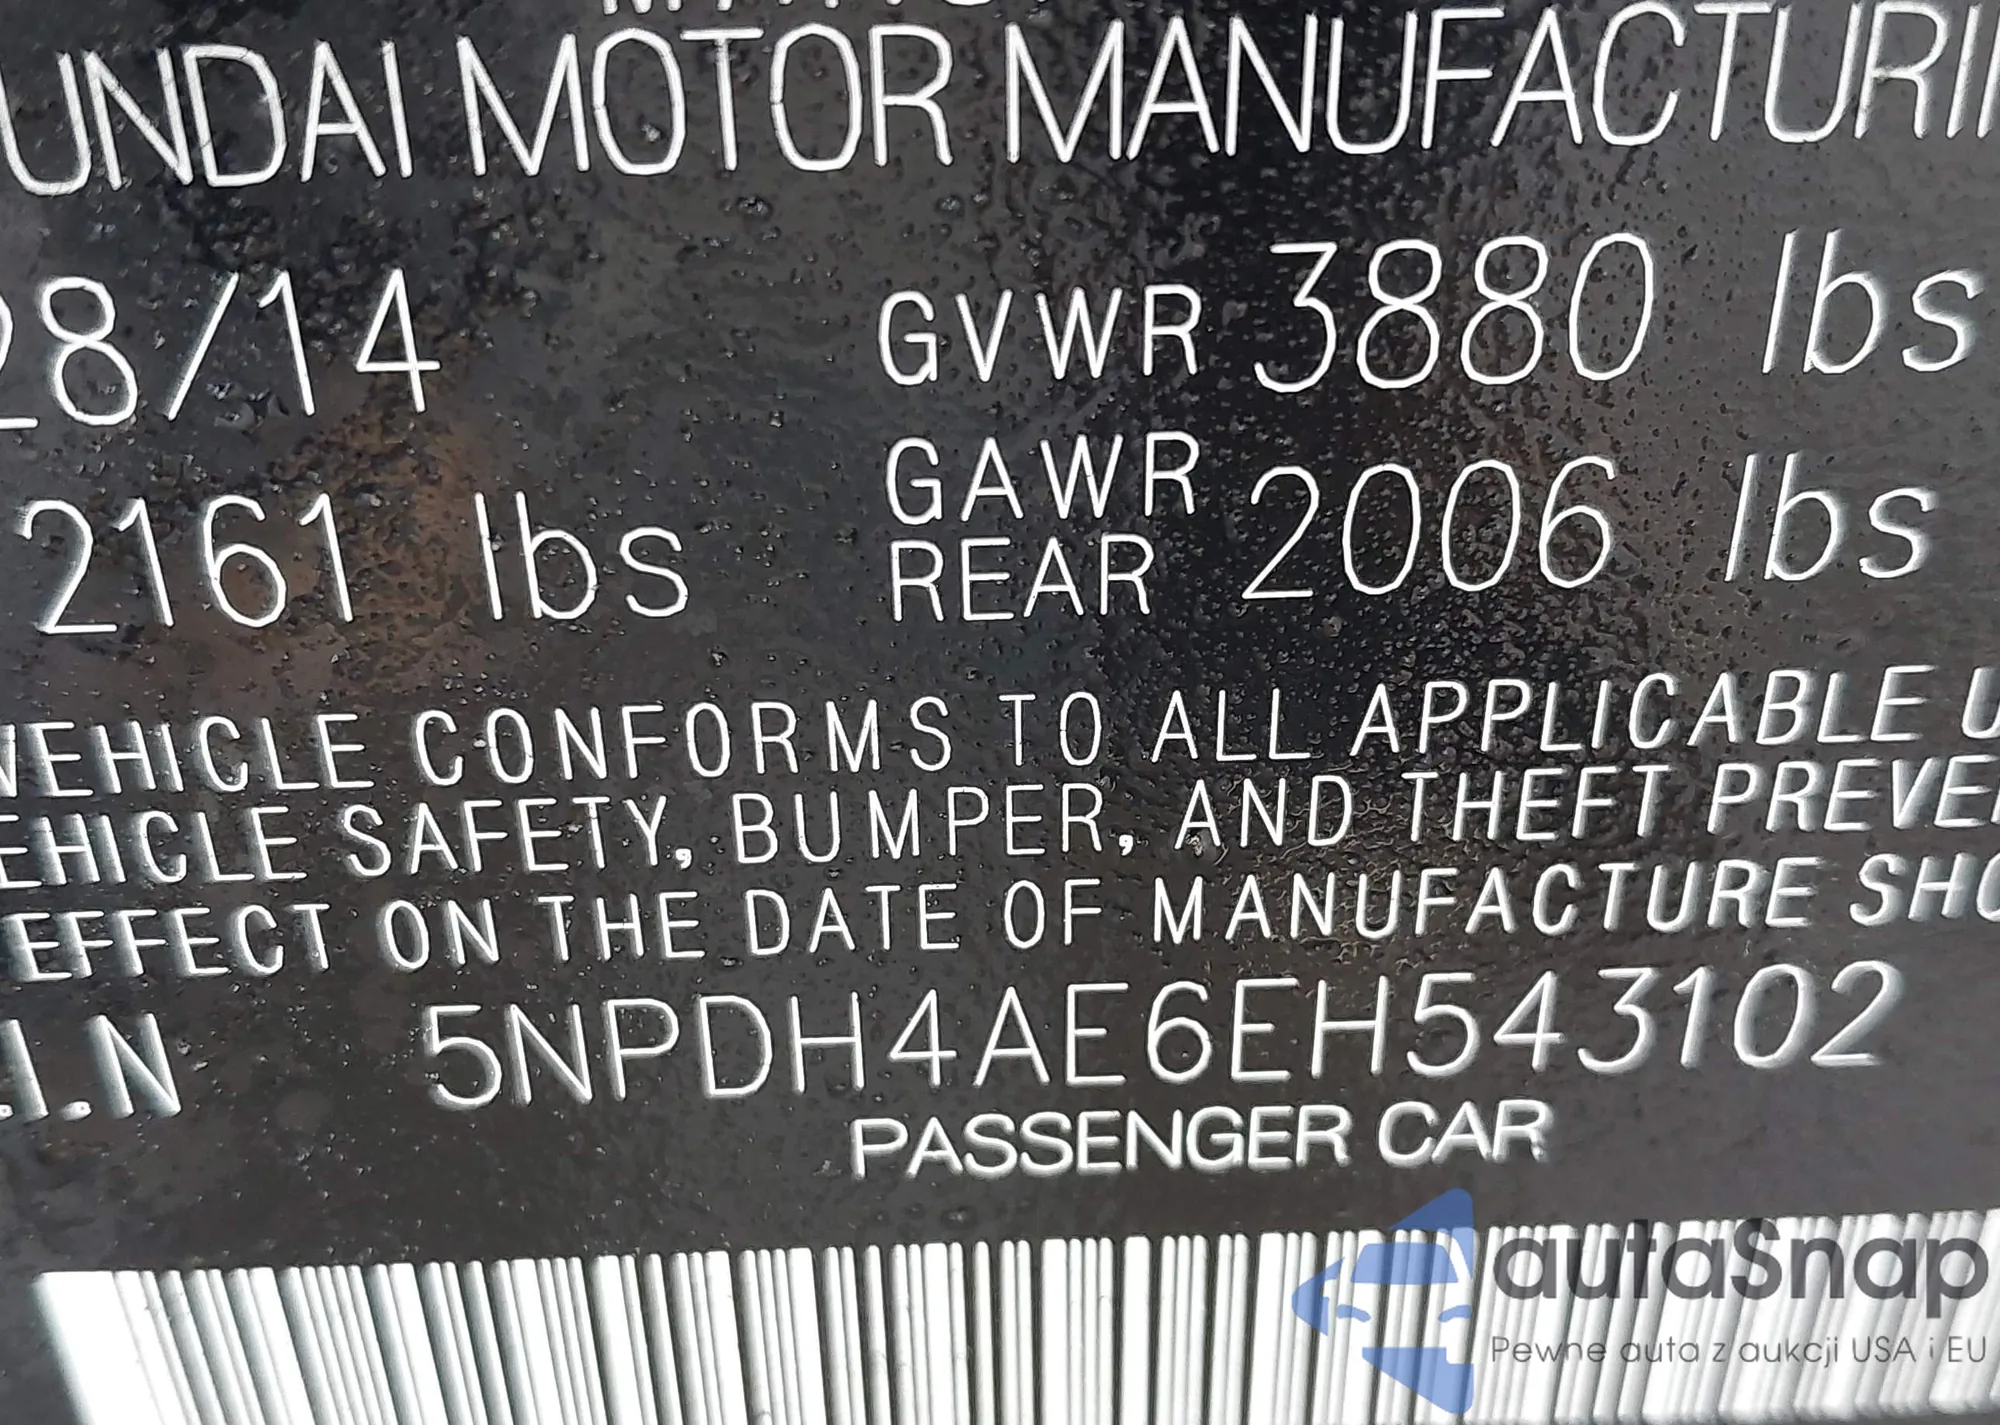 UNDAI MOTOR MANUFACTURI
28/14 GVWR 3880 lbs
2161 lbs GAWR REAR 2006 lbs
VEHICLE CONFORMS TO ALL APPLICABLE U
EHICLE SAFETY, BUMPER, AND THEFT PREVE
EFFECT ON THE DATE OF MANUFACTURE SHO
.I.N 5NPDH4AE6EH543102
PASSENGER CAR
autaSnap
Pewne auta z aukcji USA i EU